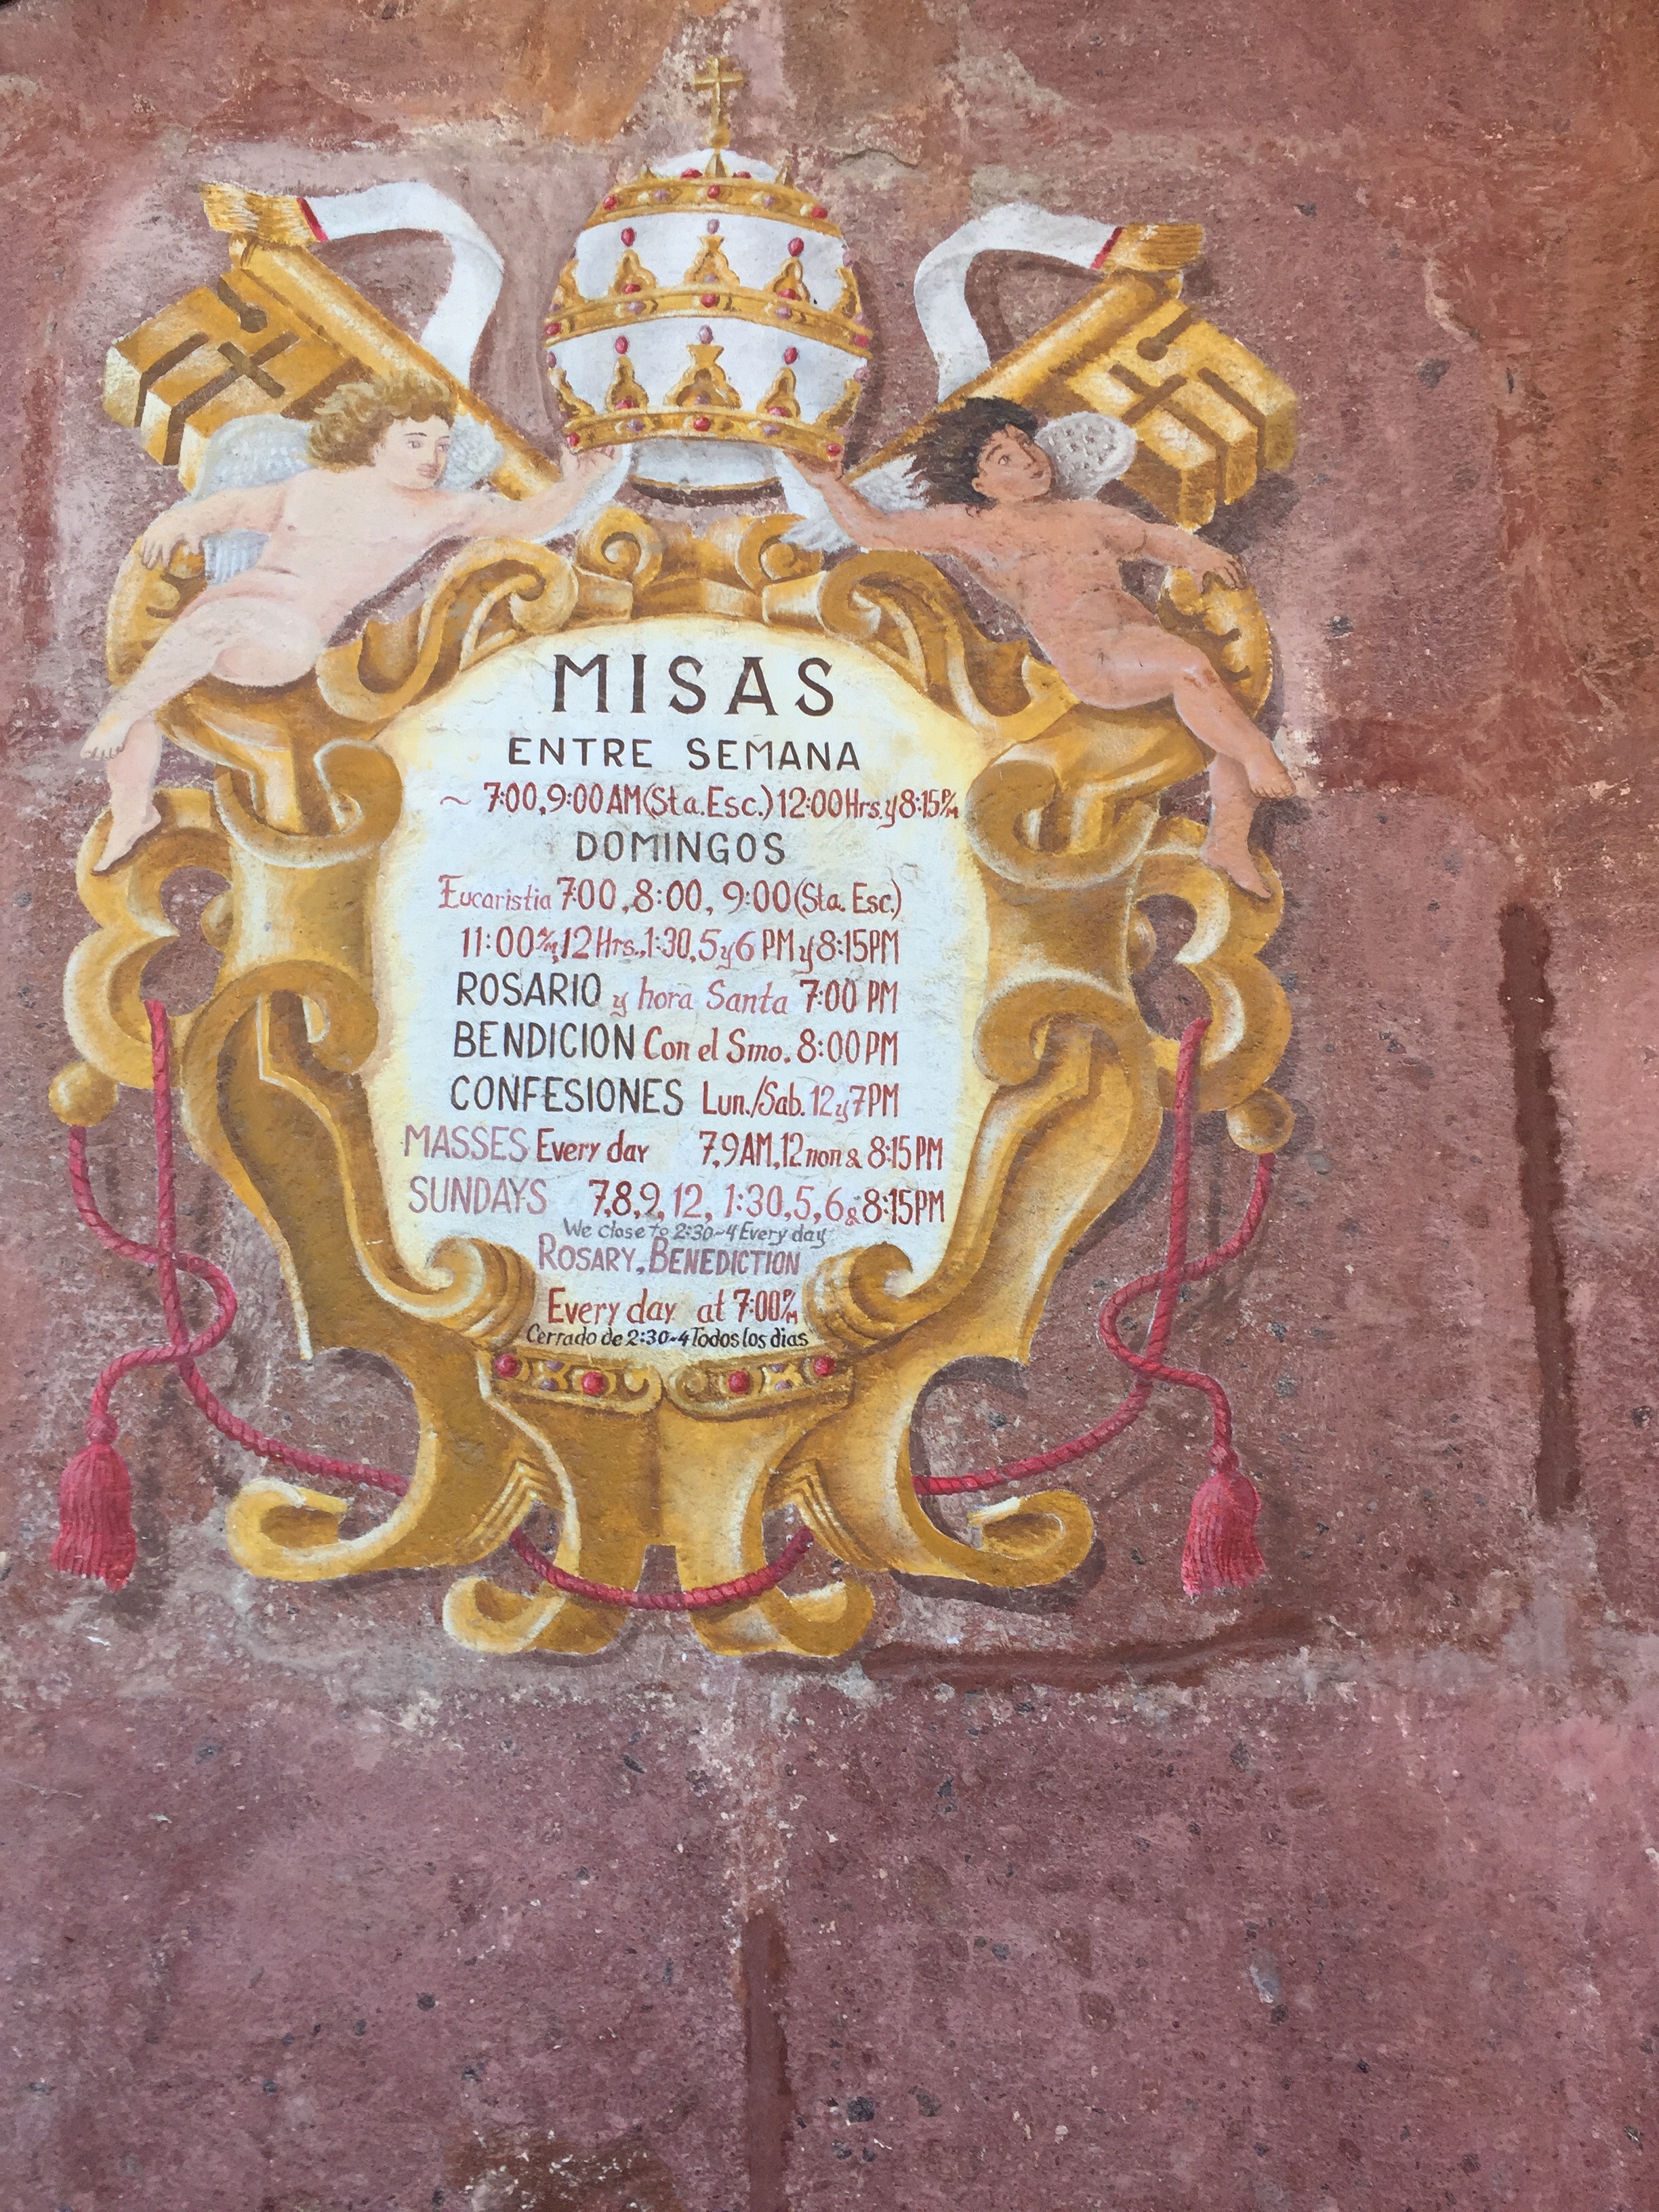 MISAS
ENTRE SEMANA
~ 7:00,9:00 AM(Sta.Esc.)12:00 Hrs.y 8:15 P/M
DOMINGOS
Eucaristia 7:00 ,8:00, 9:00(Sta. Esc.)
11:00 A/M,12 Hrs.,1:30,5 y 6 PM y 8:15PM
ROSARIO y hora Santa 7:00 PM
BENDICION Con el Smo. 8:00 PM
CONFESIONES Lun./Sab. 12 y 7PM
MASSES Every day 7,9 AM,12 non & 8:15 PM
SUNDAYS 7,8,9, 12, 1:30,5,6 & 8:15PM
We close to 2:30~4 Every day
ROSARY, BENEDICTION
Every day at 7:00 P/M
Cerrado de 2:30~4 Todos los dias